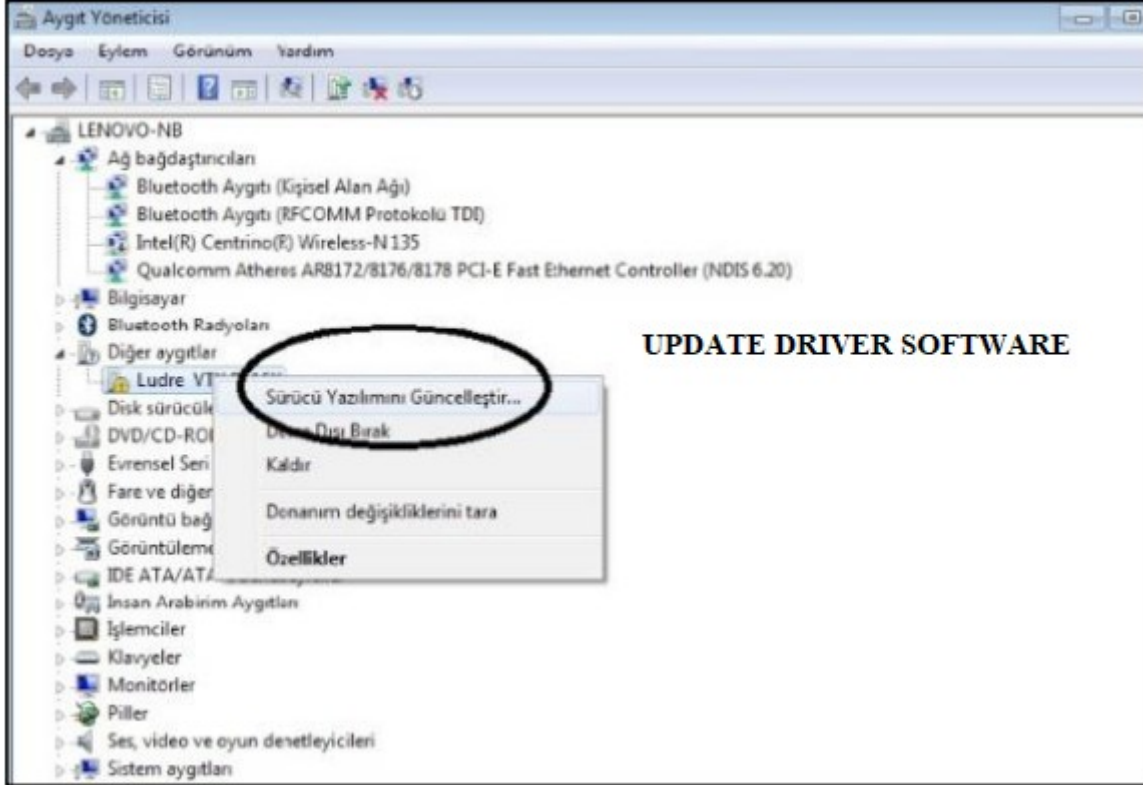 Aygıt Yöneticisi
Dosya Eylem Görünüm Yardım
LENOVO-NB
Ağ bağdaştırıcıları
Bluetooth Aygıtı (Kişisel Alan Ağı)
Bluetooth Aygıtı (RFCOMM Protokolü TDI)
Intel(R) Centrino(R) Wireless-N 135
Qualcomm Atheros AR8172/8176/8178 PCI-E Fast Ethernet Controller (NDIS 6.20)
Bilgisayar
Bluetooth Radyoları
UPDATE DRIVER SOFTWARE
Diğer aygıtlar
Ludre
Sürücü Yazılımını Güncelleştir...
Disk
Devre Dışı Bırak
DVD/CD-RO
Kaldır
Evrensel Seri
Fare ve diğer
Donanım değişikliklerini tara
Görüntü bağ
Görüntüleme
Özellikler
IDE ATA/ATA
İnsan Arabirim Aygıtları
İşlemciler
Klavyeler
Monitörler
Piller
Ses, video ve oyun denetleyicileri
Sistem aygıtları